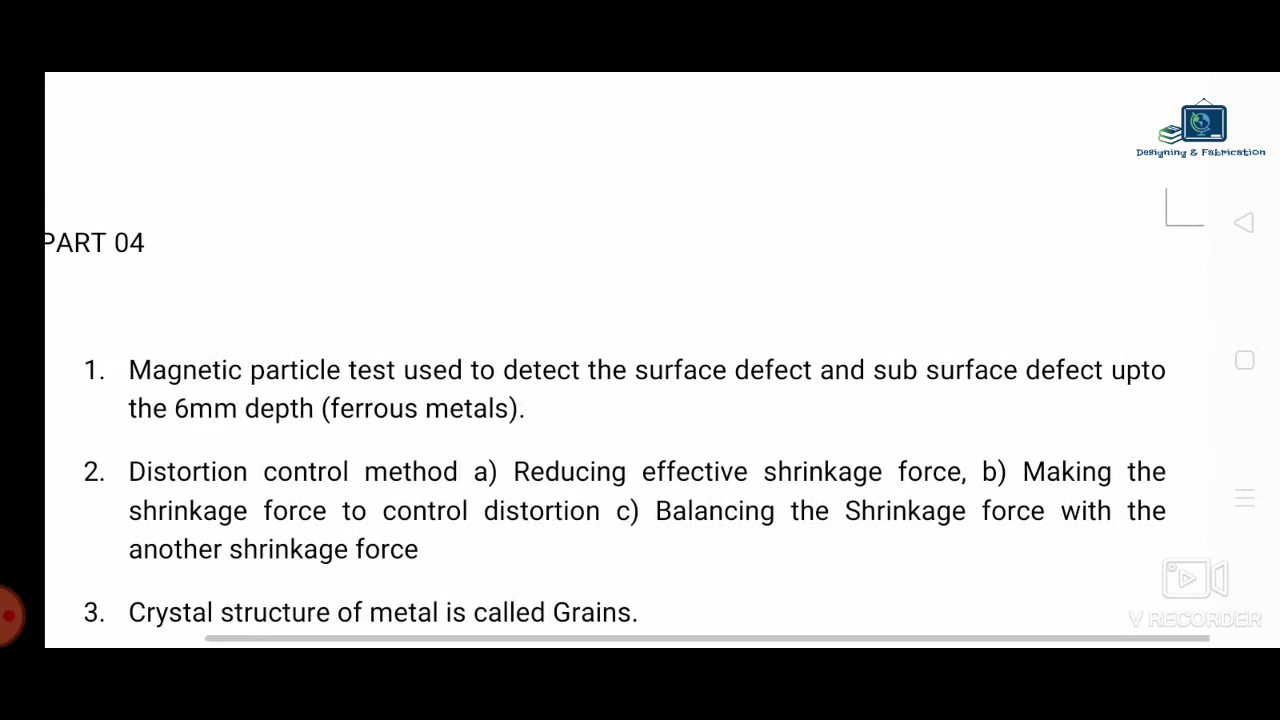 Designing & Fabrication
PART 04
1. Magnetic particle test used to detect the surface defect and sub surface defect upto
the 6mm depth (ferrous metals).
2. Distortion control method a) Reducing effective shrinkage force, b) Making the
shrinkage force to control distortion c) Balancing the Shrinkage force with the
another shrinkage force
3. Crystal structure of metal is called Grains.
V RECORDER